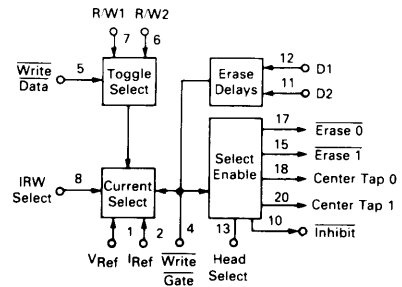 R/W1 R/W2
7 6
Write Data 5
Toggle Select
Erase Delays
12 D1
11 D2
17 Erase 0
15 Erase 1
Select Enable
18 Center Tap 0
IRW Select 8
Current Select
20 Center Tap 1
10 Inhibit
1 2 4 13
VRef IRef Write Gate Head Select